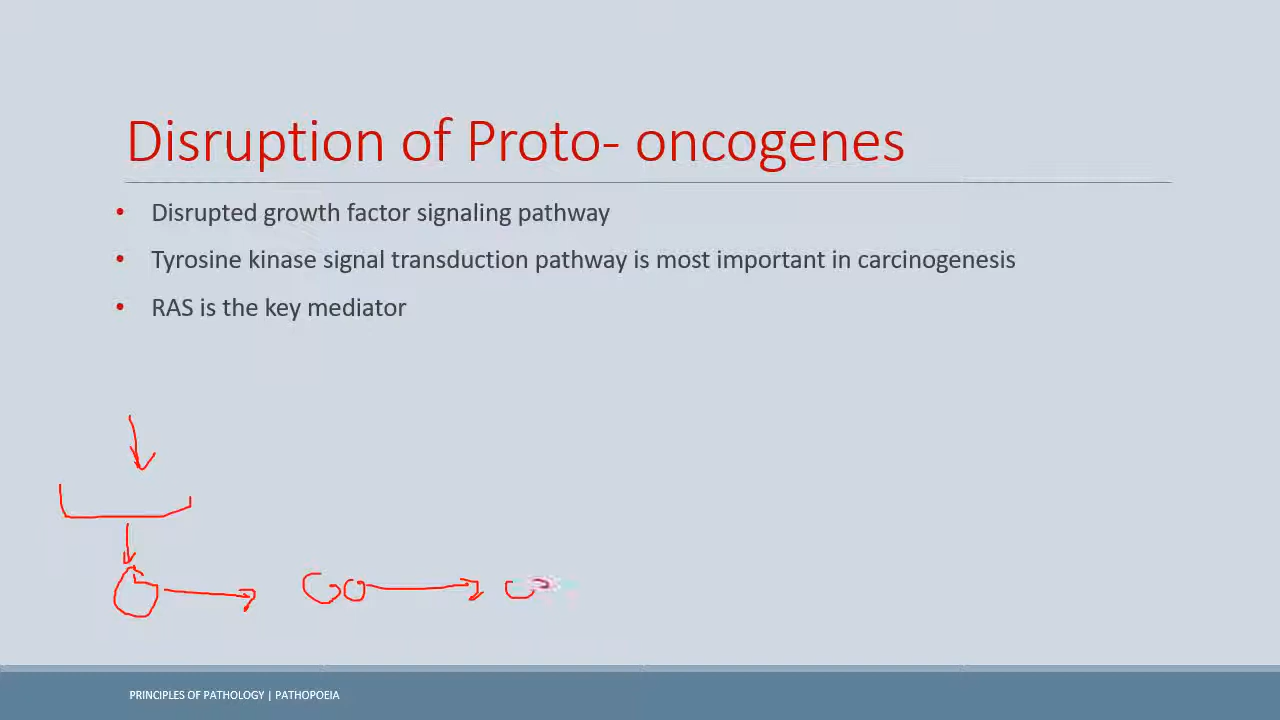 Disruption of Proto- oncogenes
• Disrupted growth factor signaling pathway
• Tyrosine kinase signal transduction pathway is most important in carcinogenesis
• RAS is the key mediator
PRINCIPLES OF PATHOLOGY | PATHOPOEIA